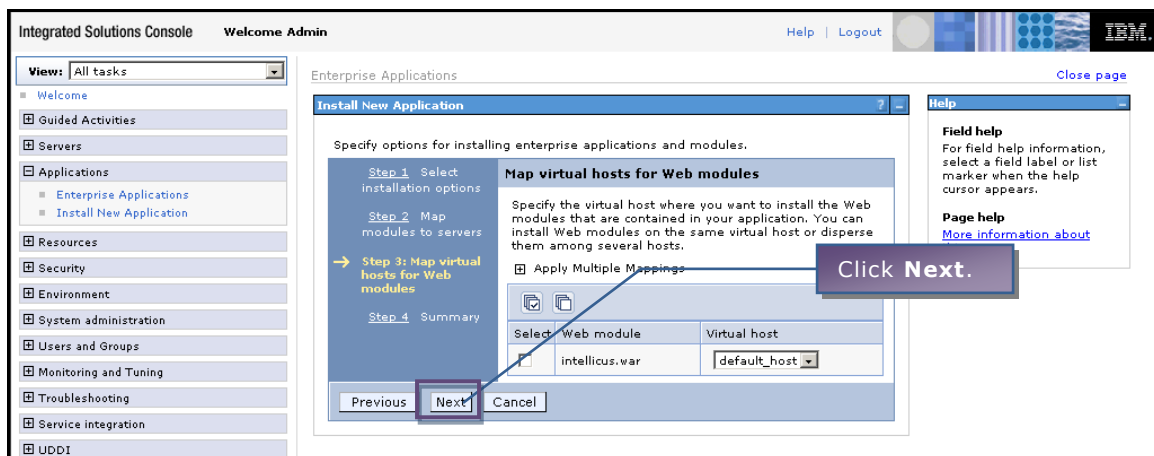 Integrated Solutions Console Welcome Admin
Help | Logout
IBM.
View: All tasks
Welcome
Guided Activities
Servers
Applications
Enterprise Applications
Install New Application
Resources
Security
Environment
System administration
Users and Groups
Monitoring and Tuning
Troubleshooting
Service integration
UDDI
Enterprise Applications
Close page
Install New Application
? -
Specify options for installing enterprise applications and modules.
Step 1 Select
installation options
Step 2 Map
modules to servers
Step 3: Map virtual
hosts for Web
modules
Step 4 Summary
Map virtual hosts for Web modules
Specify the virtual host where you want to install the Web
modules that are contained in your application. You can
install Web modules on the same virtual host or disperse
them among several hosts.
Apply Multiple Mappings
Select Web module Virtual host
intellicus.war default_host
Previous Next Cancel
Help
Field help
For field help information,
select a field label or list
marker when the help
cursor appears.
Page help
More information about
Click Next.